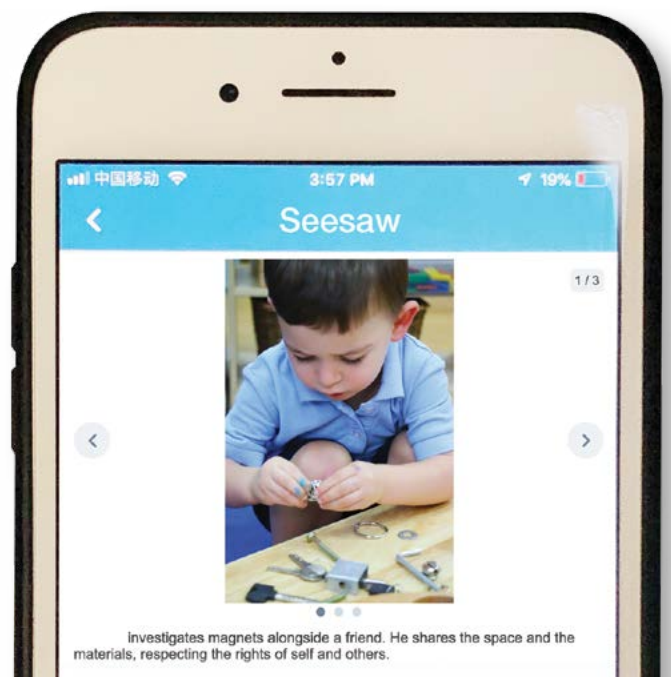 中国移动 3:57 PM 19%
Seesaw
1/3
investigates magnets alongside a friend. He shares the space and the
materials, respecting the rights of self and others.